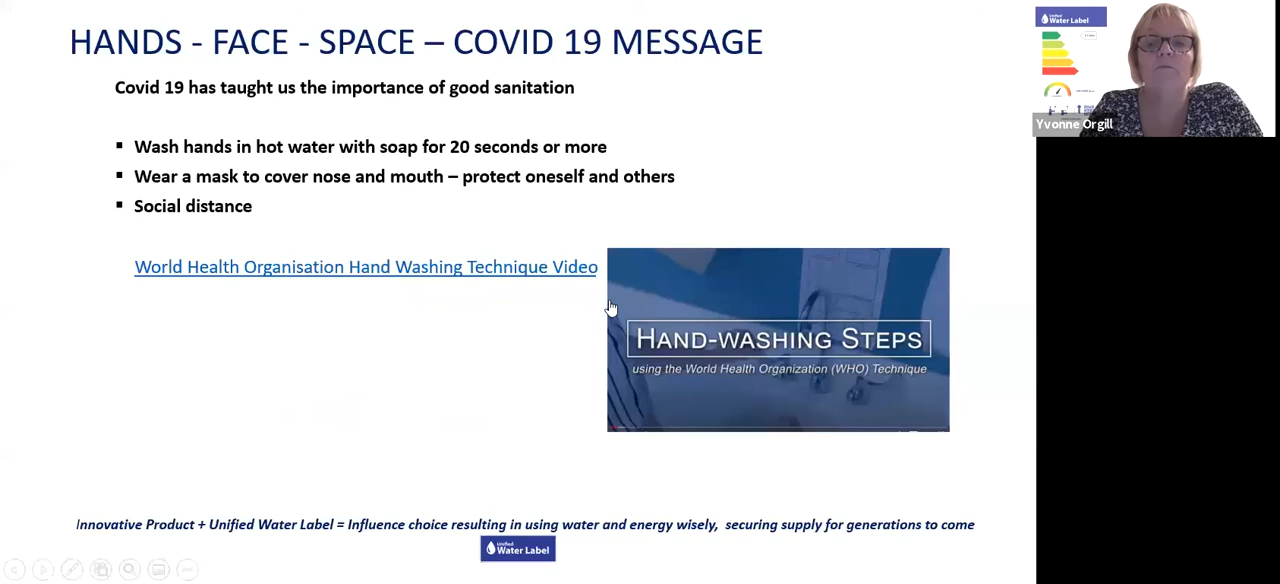 HANDS - FACE - SPACE – COVID 19 MESSAGE
Covid 19 has taught us the importance of good sanitation
▪ Wash hands in hot water with soap for 20 seconds or more
▪ Wear a mask to cover nose and mouth – protect oneself and others
▪ Social distance
World Health Organisation Hand Washing Technique Video
HAND-WASHING STEPS
using the World Health Organization (WHO) Technique
Innovative Product + Unified Water Label = Influence choice resulting in using water and energy wisely, securing supply for generations to come
Unified
Water Label
Unified
Water Label
Yvonne Orgill